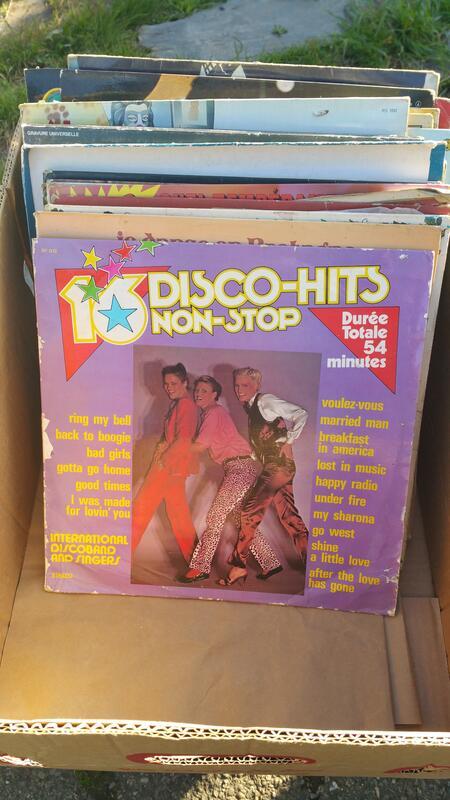 GRAVURE UNIVERSELLE
16 DISCO-HITS
NON-STOP
Durée
Totale
54
minutes
ring my bell
back to boogie
bad girls
gotta go home
good times
I was made
for lovin' you
INTERNATIONAL
DISCOBAND
AND SINGERS
STEREO
voulez-vous
married man
breakfast
in america
lost in music
happy radio
under fire
my sharona
go west
shine
a little love
after the love
has gone